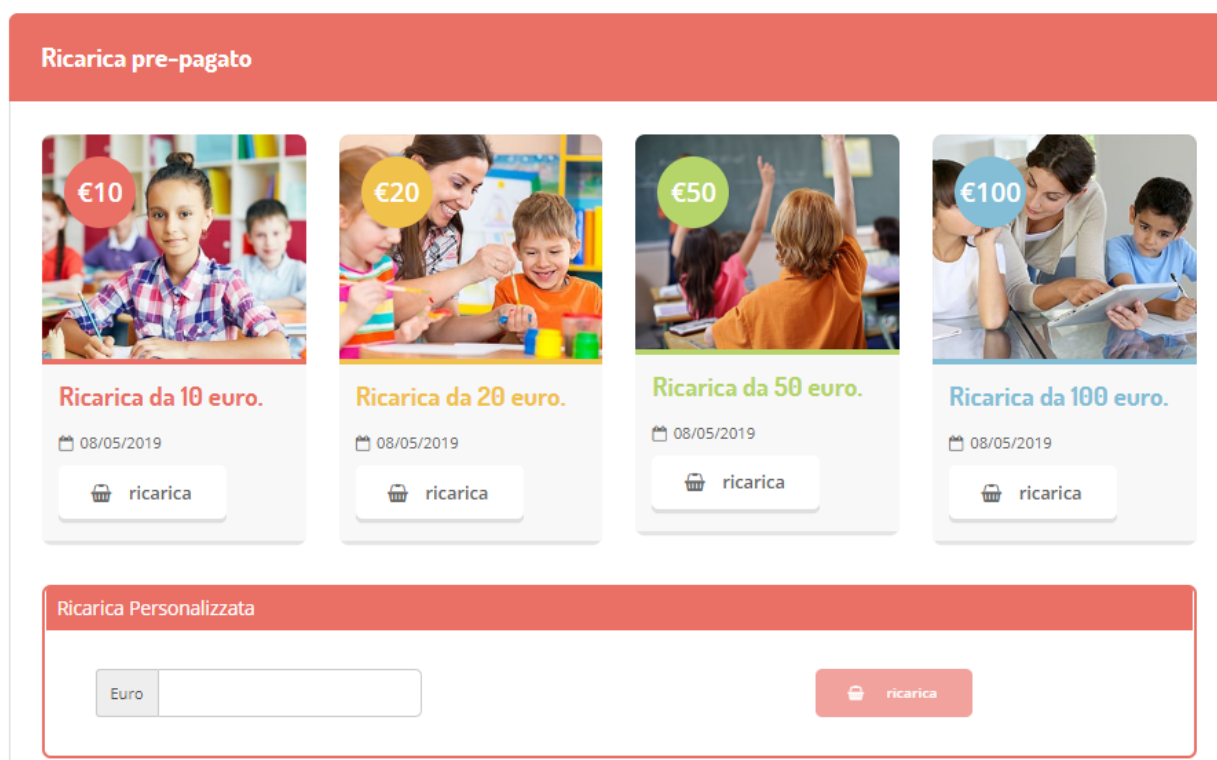 Ricarica pre-pagato
€10
€20
€50
€100
Ricarica da 10 euro.
08/05/2019
ricarica
Ricarica da 20 euro.
08/05/2019
ricarica
Ricarica da 50 euro.
08/05/2019
ricarica
Ricarica da 100 euro.
08/05/2019
ricarica
Ricarica Personalizzata
Euro
ricarica